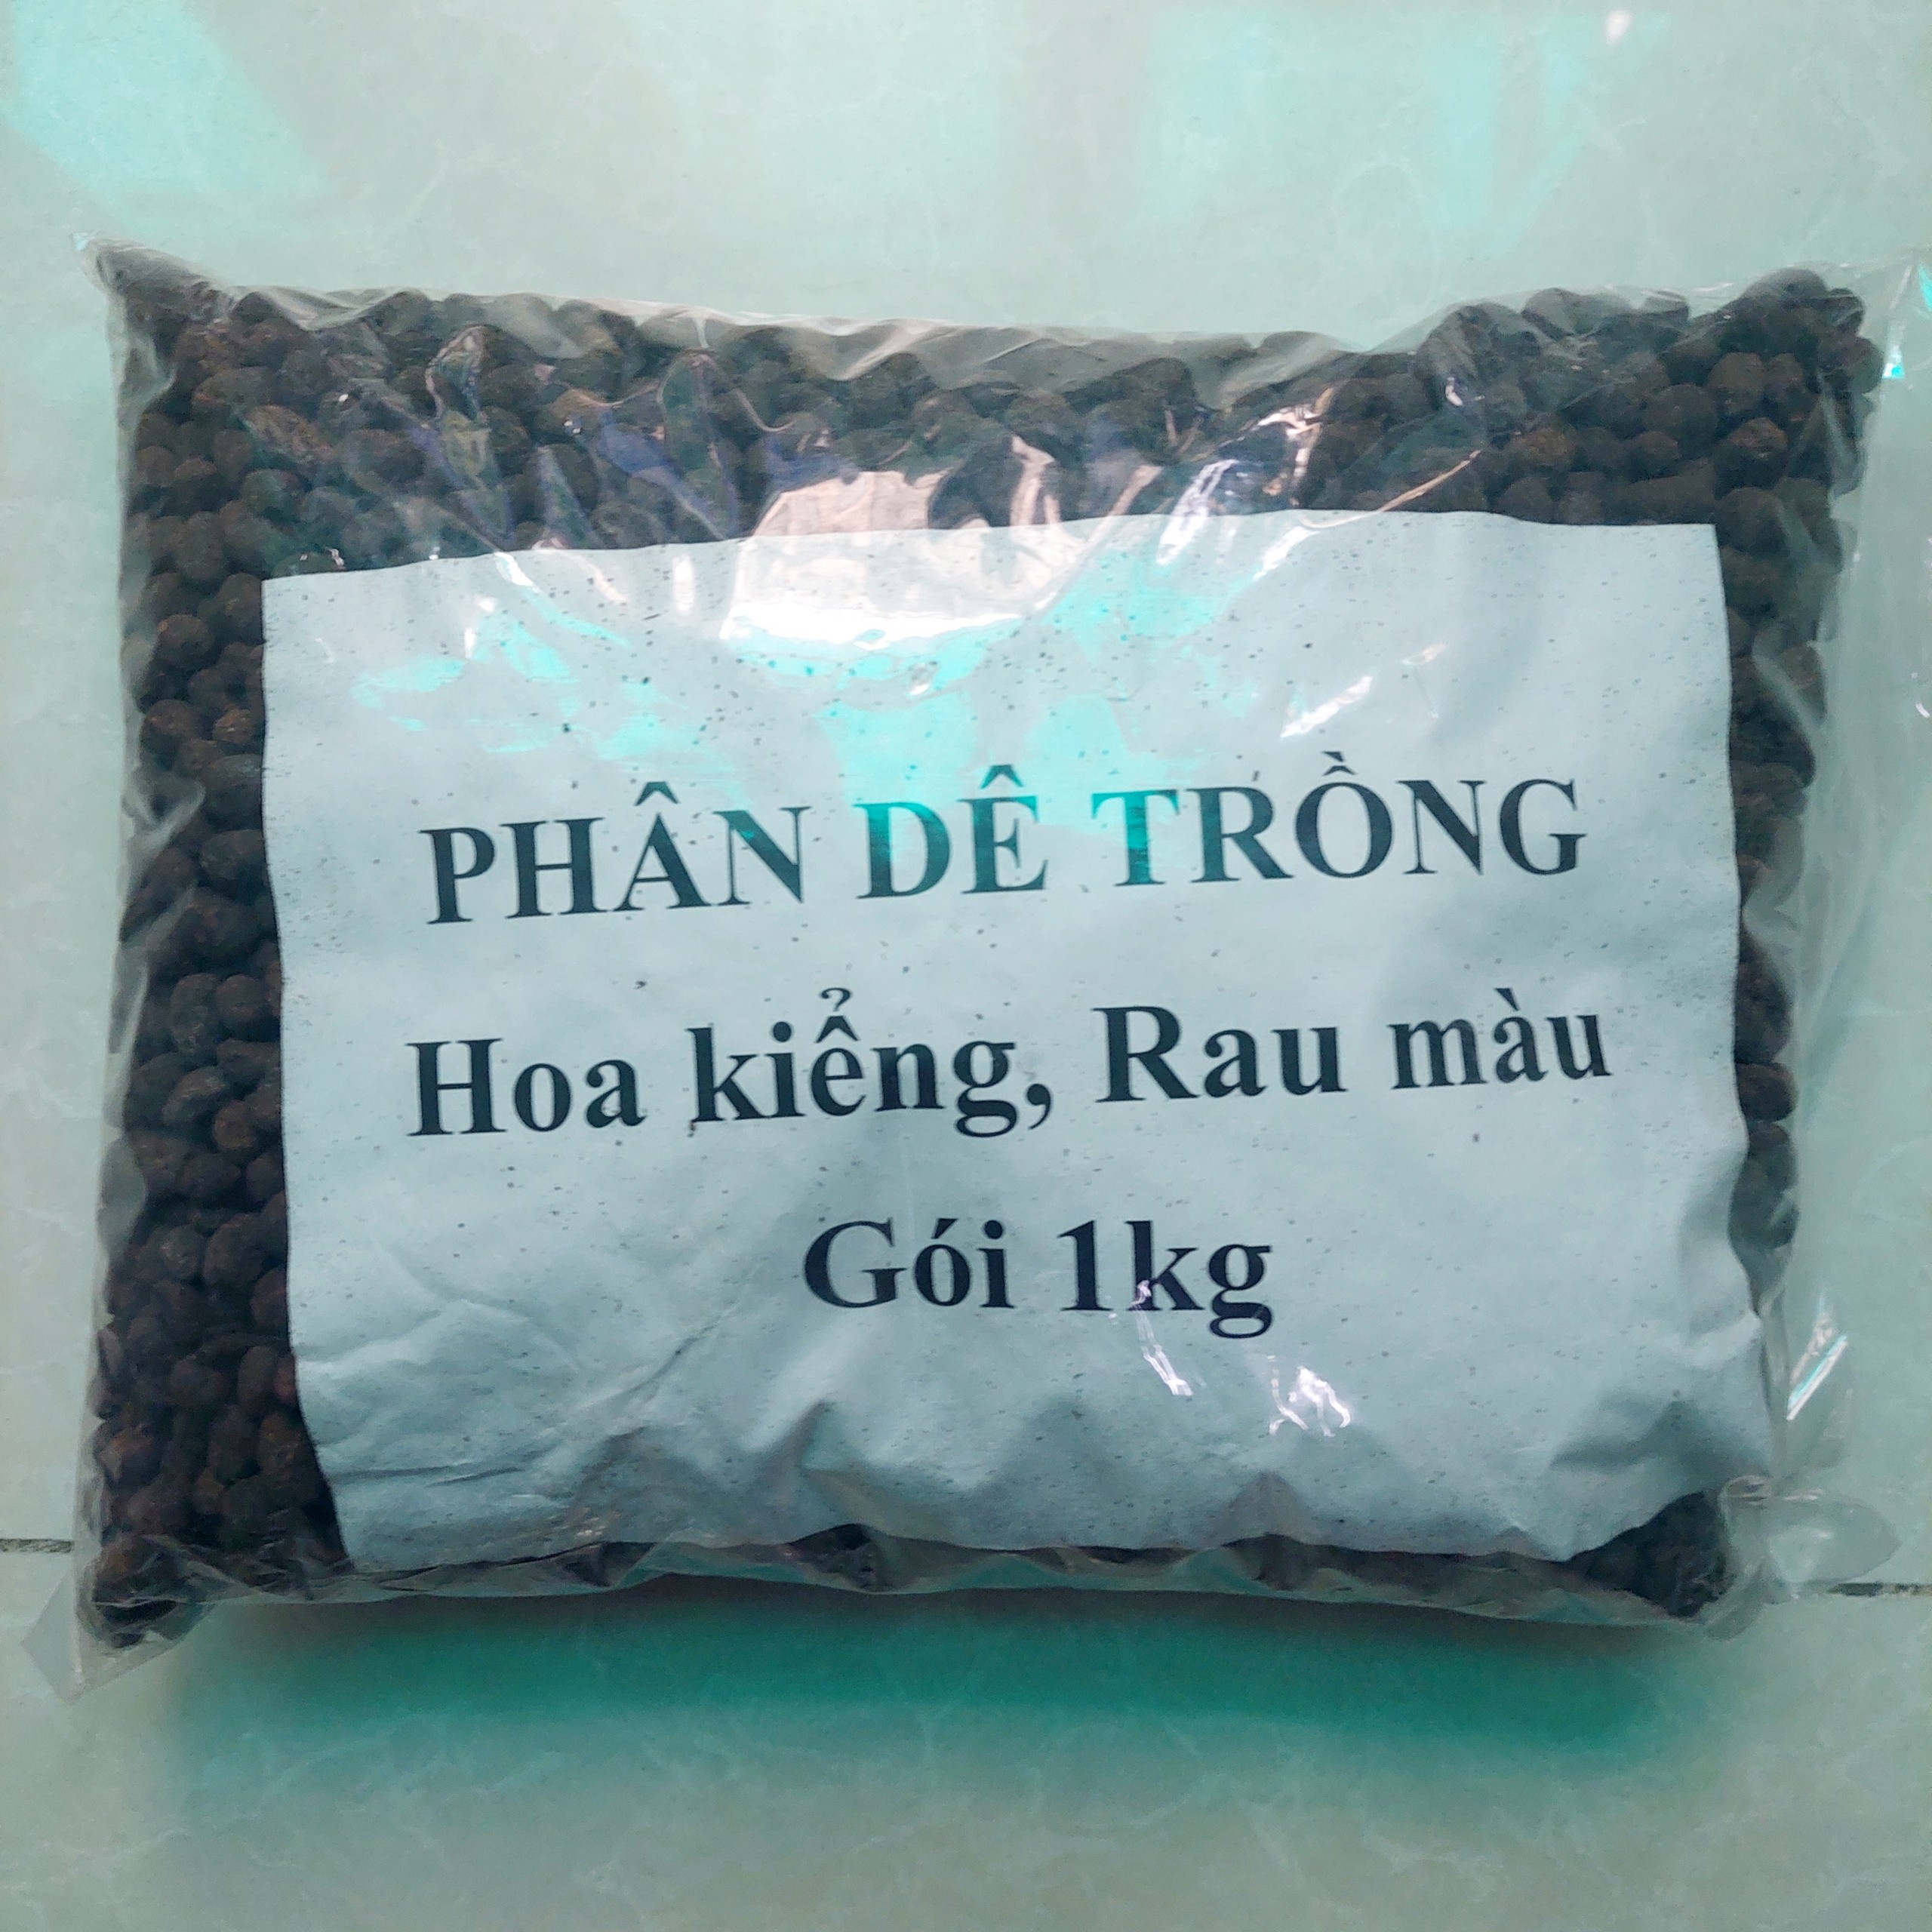 PHÂN DÊ TRỒNG
Hoa kiểng, Rau màu
Gói 1kg